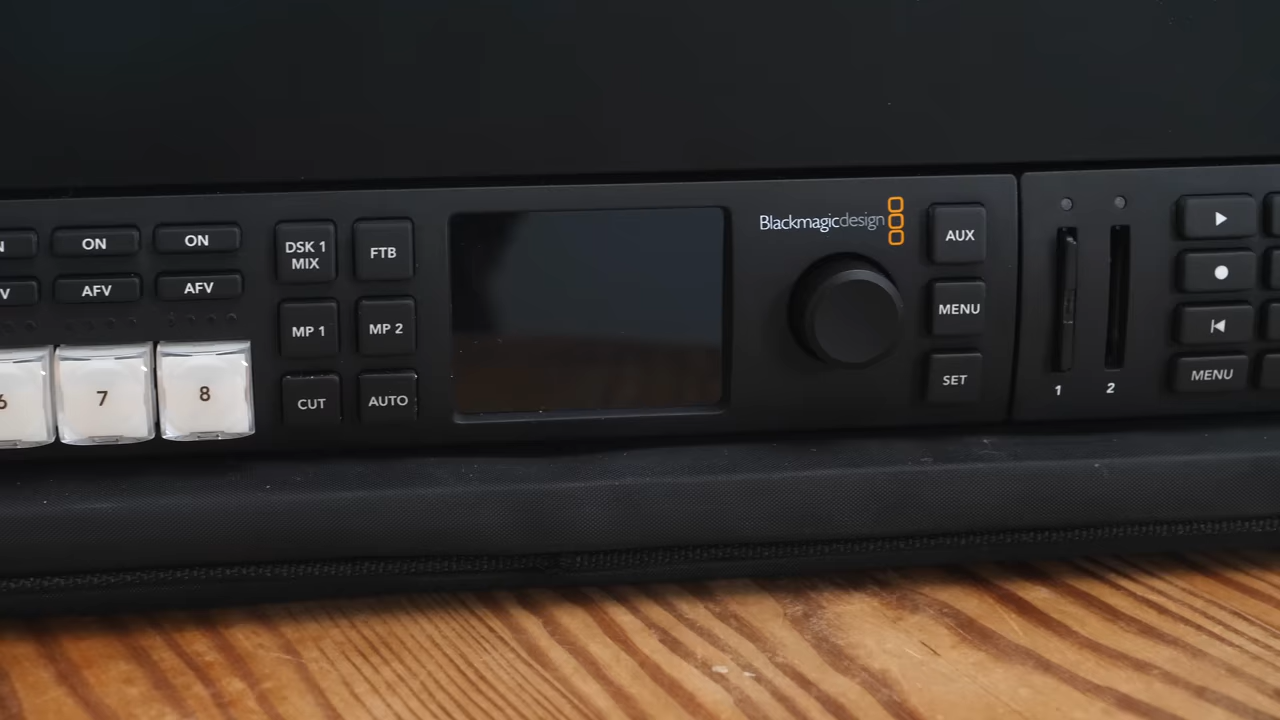 ON
ON
AFV
AFV
7
8
DSK 1
MIX
FTB
MP 1
MP 2
CUT
AUTO
Blackmagicdesign
AUX
MENU
SET
1
2
MENU